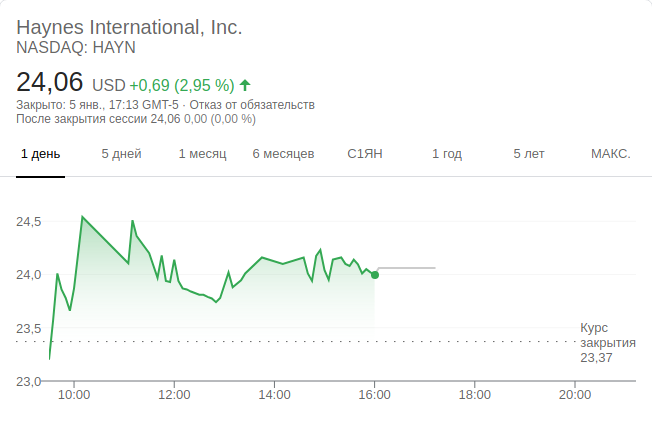 Haynes International, Inc.
NASDAQ: HAYN
24,06 USD +0,69 (2,95 %)
Закрыто: 5 янв., 17:13 GMT-5 · Отказ от обязательств
После закрытия сессии 24,06 0,00 (0,00 %)
1 день 5 дней 1 месяц 6 месяцев С1ЯН 1 год 5 лет МАКС.
24,5
24,0
23,5
Курс
закрытия
23,37
23,0
10:00 12:00 14:00 16:00 18:00 20:00